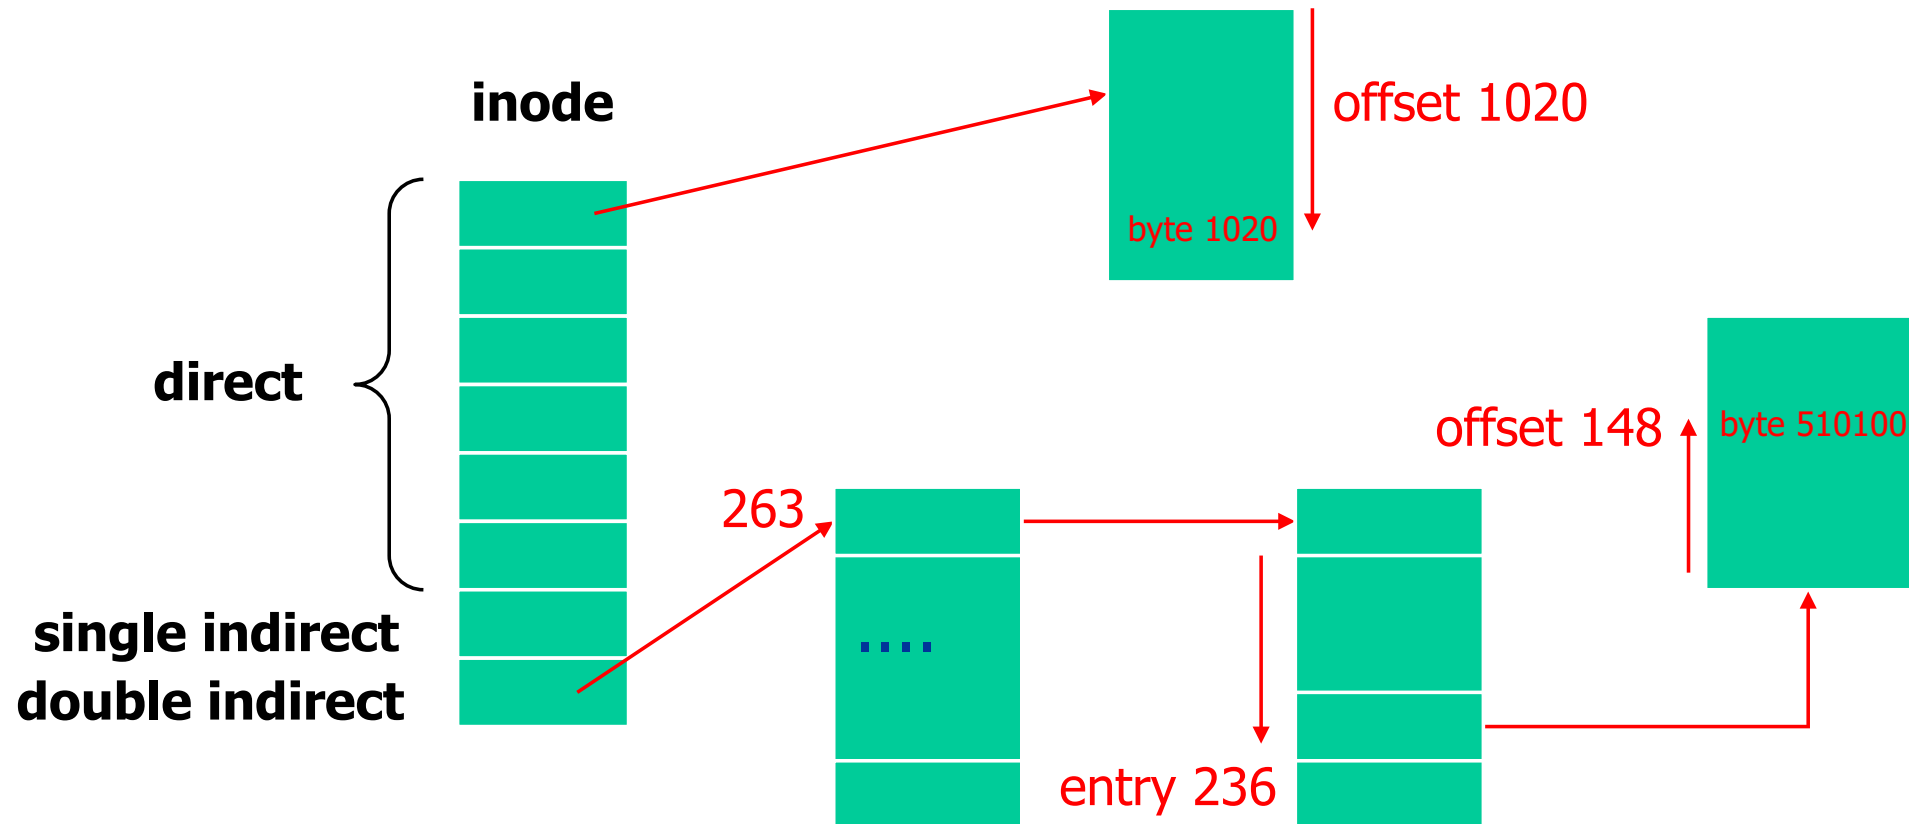 inode
offset 1020
byte 1020
direct
offset 148
byte 510100
263
single indirect
....
double indirect
entry 236